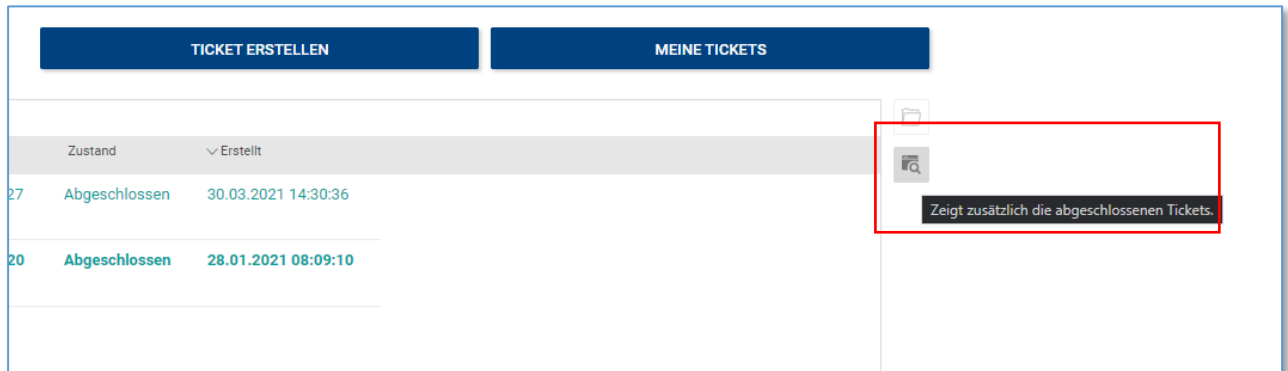 TICKET ERSTELLEN MEINE TICKETS
Zustand Erstellt
27 Abgeschlossen 30.03.2021 14:30:36
Zeigt zusätzlich die abgeschlossenen Tickets.
20 Abgeschlossen 28.01.2021 08:09:10